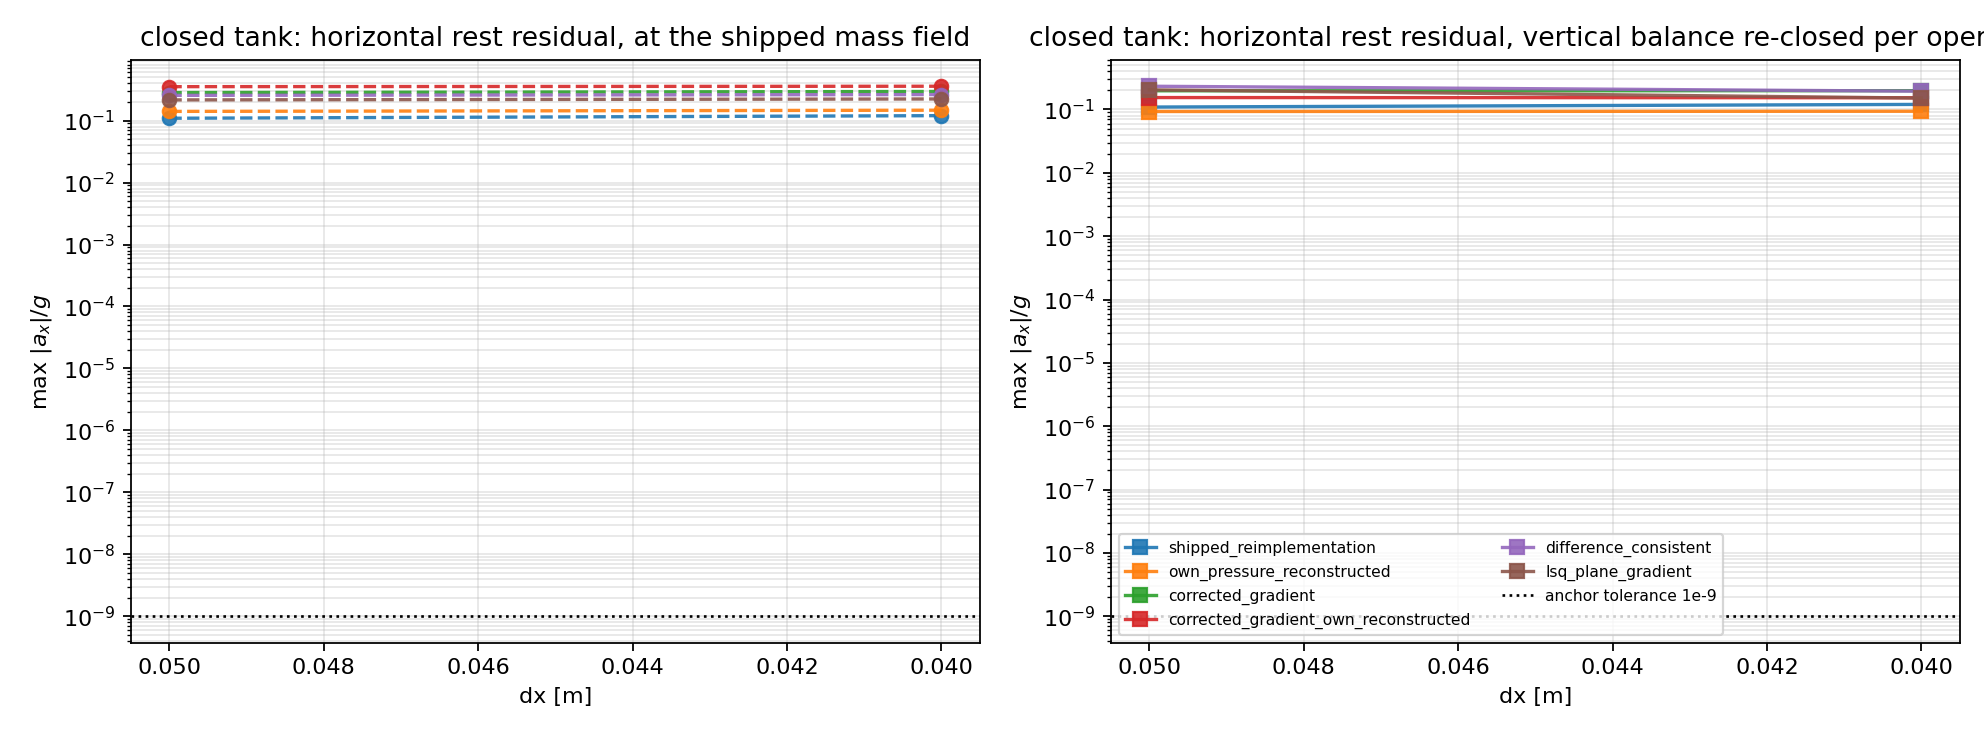 closed tank: horizontal rest residual, at the shipped mass field
max |aₓ|/g
10⁻¹
10⁻²
10⁻³
10⁻⁴
10⁻⁵
10⁻⁶
10⁻⁷
10⁻⁸
10⁻⁹
0.050 0.048 0.046 0.044 0.042 0.040
dx [m]
closed tank: horizontal rest residual, vertical balance re-closed per oper
max |aₓ|/g
10⁻¹
10⁻²
10⁻³
10⁻⁴
10⁻⁵
10⁻⁶
10⁻⁷
10⁻⁸
10⁻⁹
shipped_reimplementation
own_pressure_reconstructed
corrected_gradient
corrected_gradient_own_reconstructed
difference_consistent
lsq_plane_gradient
anchor tolerance 1e-9
0.050 0.048 0.046 0.044 0.042 0.040
dx [m]